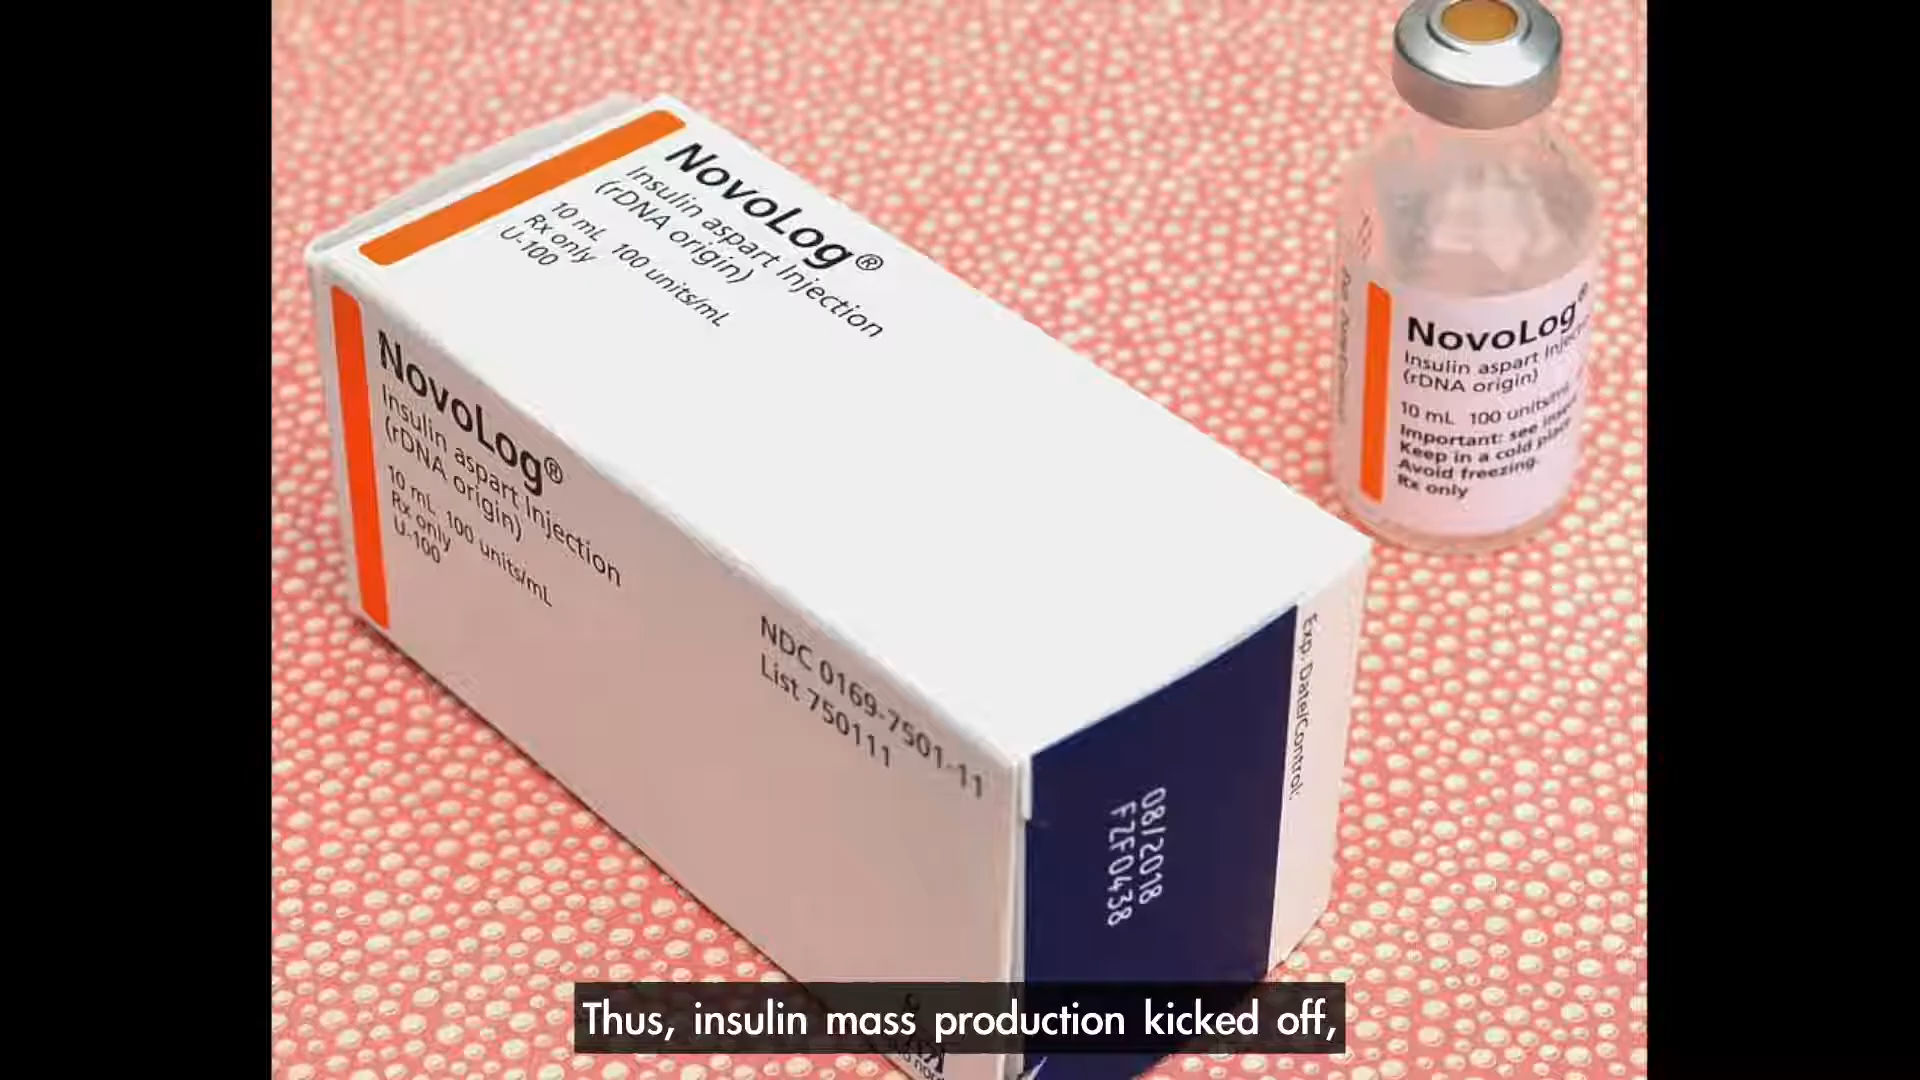 NovoLog®
Insulin aspart Injection
(rDNA origin)
10 mL 100 units/mL
Rx only
U-100
NovoLog®
Insulin aspart Injection
(rDNA origin)
10 mL 100 units/mL
Rx only
U-100
NDC 0169-7501-11
List 750111
Exp. Date/Control:
08/2018
FZF0438
NovoLog®
Insulin aspart
(rDNA origin)
10 mL 100
Important: see
Keep in a cold place
Avoid freezing.
Rx only
Thus, insulin mass production kicked off,